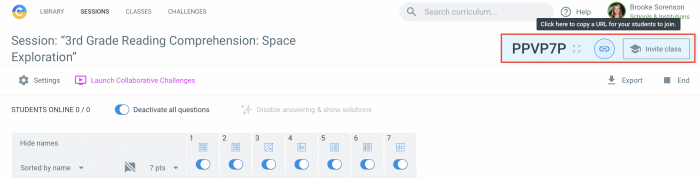 LIBRARY SESSIONS CLASSES CHALLENGES Search curriculum... Help Brooke Sorenson
Schools & Institutions
Click here to copy a URL for your students to join.
Session: “3rd Grade Reading Comprehension: Space
Exploration”
PPVP7P Invite class
Settings Launch Collaborative Challenges Export End
STUDENTS ONLINE 0 / 0 Deactivate all questions Disable answering & show solutions
Hide names 1 2 3 4 5 6 7
Sorted by name 7 pts